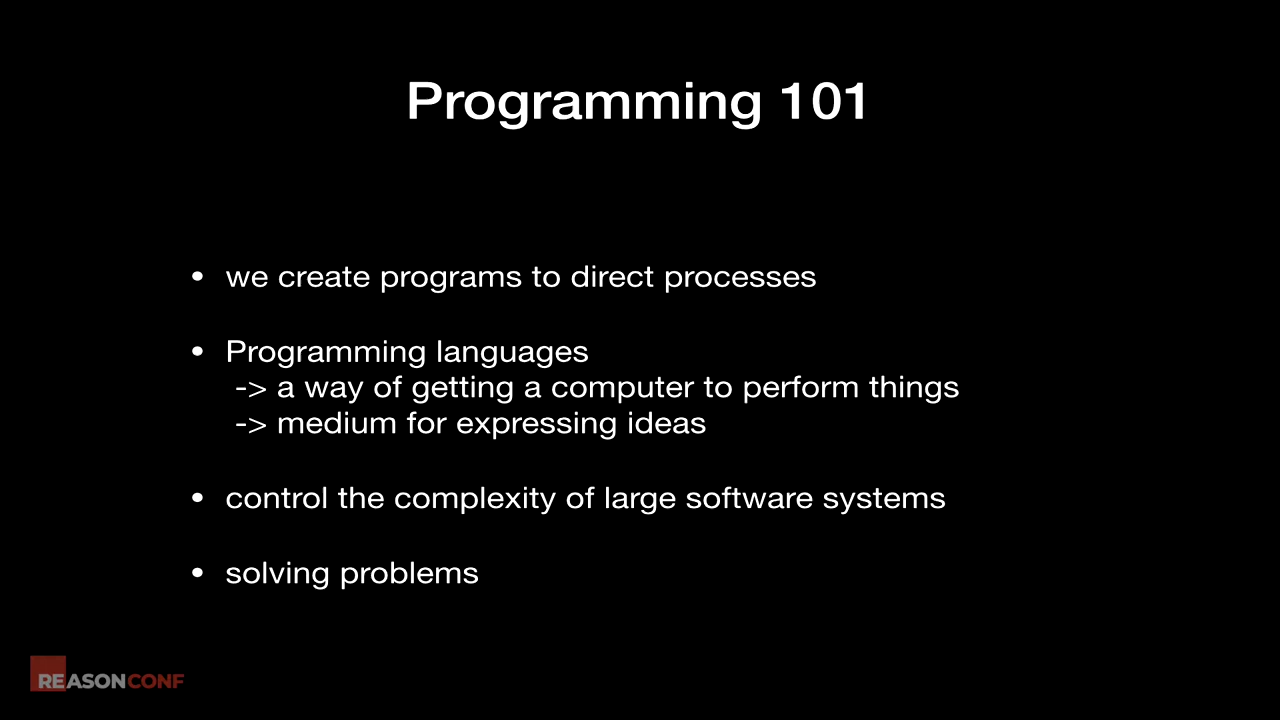 Programming 101
• we create programs to direct processes
• Programming languages
-> a way of getting a computer to perform things
-> medium for expressing ideas
• control the complexity of large software systems
• solving problems
REASONCONF